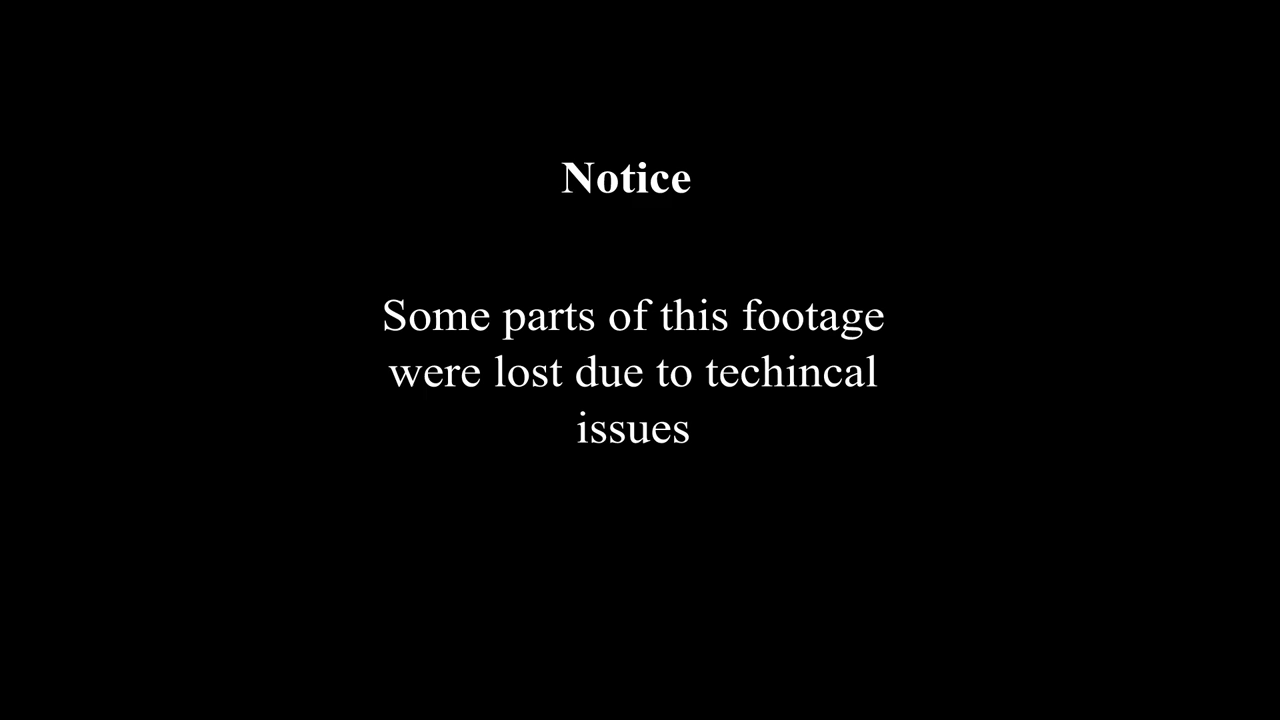 Notice
Some parts of this footage
were lost due to techincal
issues